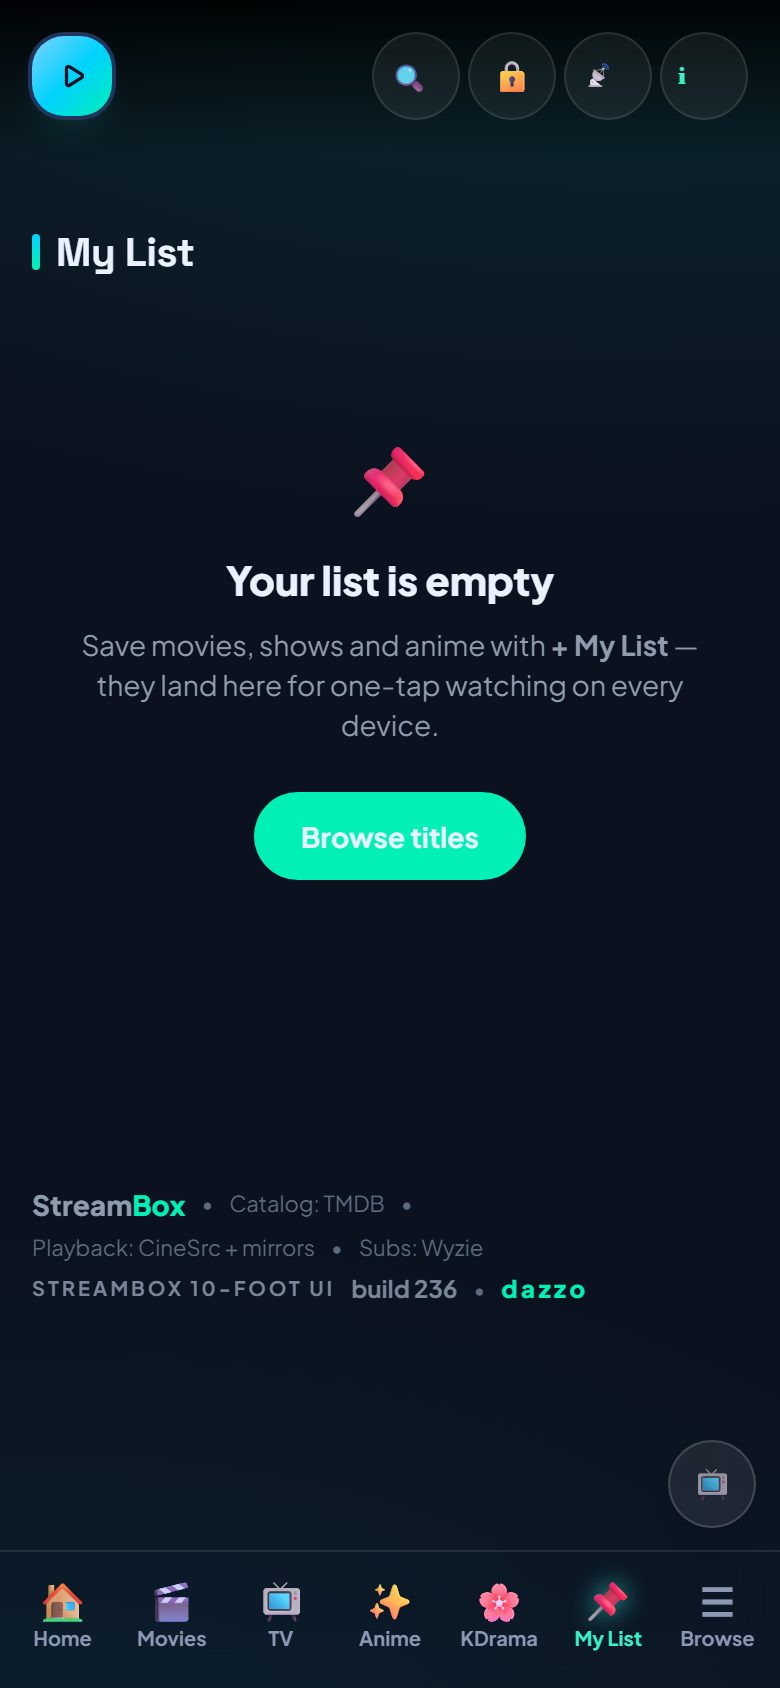 i
My List
Your list is empty
Save movies, shows and anime with + My List —
they land here for one-tap watching on every
device.
Browse titles
StreamBox • Catalog: TMDB •
Playback: CineSrc + mirrors • Subs: Wyzie
STREAMBOX 10-FOOT UI build 236 • dazzo
Home Movies TV Anime KDrama My List Browse